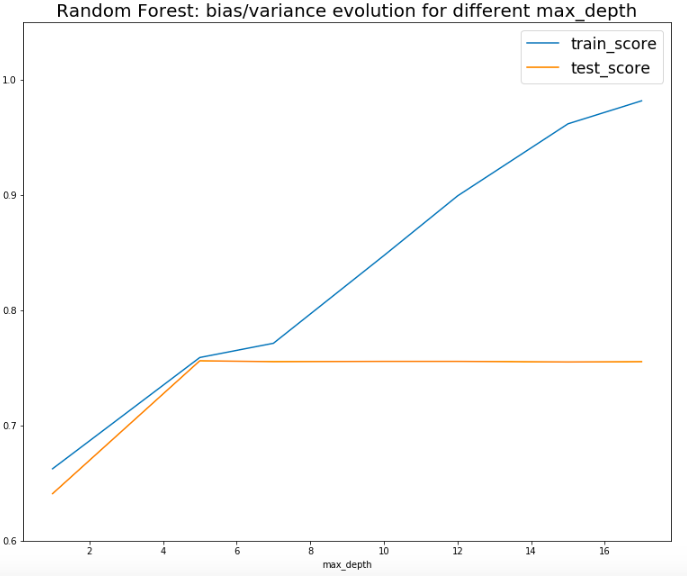 Random Forest: bias/variance evolution for different max_depth
train_score
test_score
1.0
0.9
0.8
0.7
0.6
2 4 6 8 10 12 14 16
max_depth